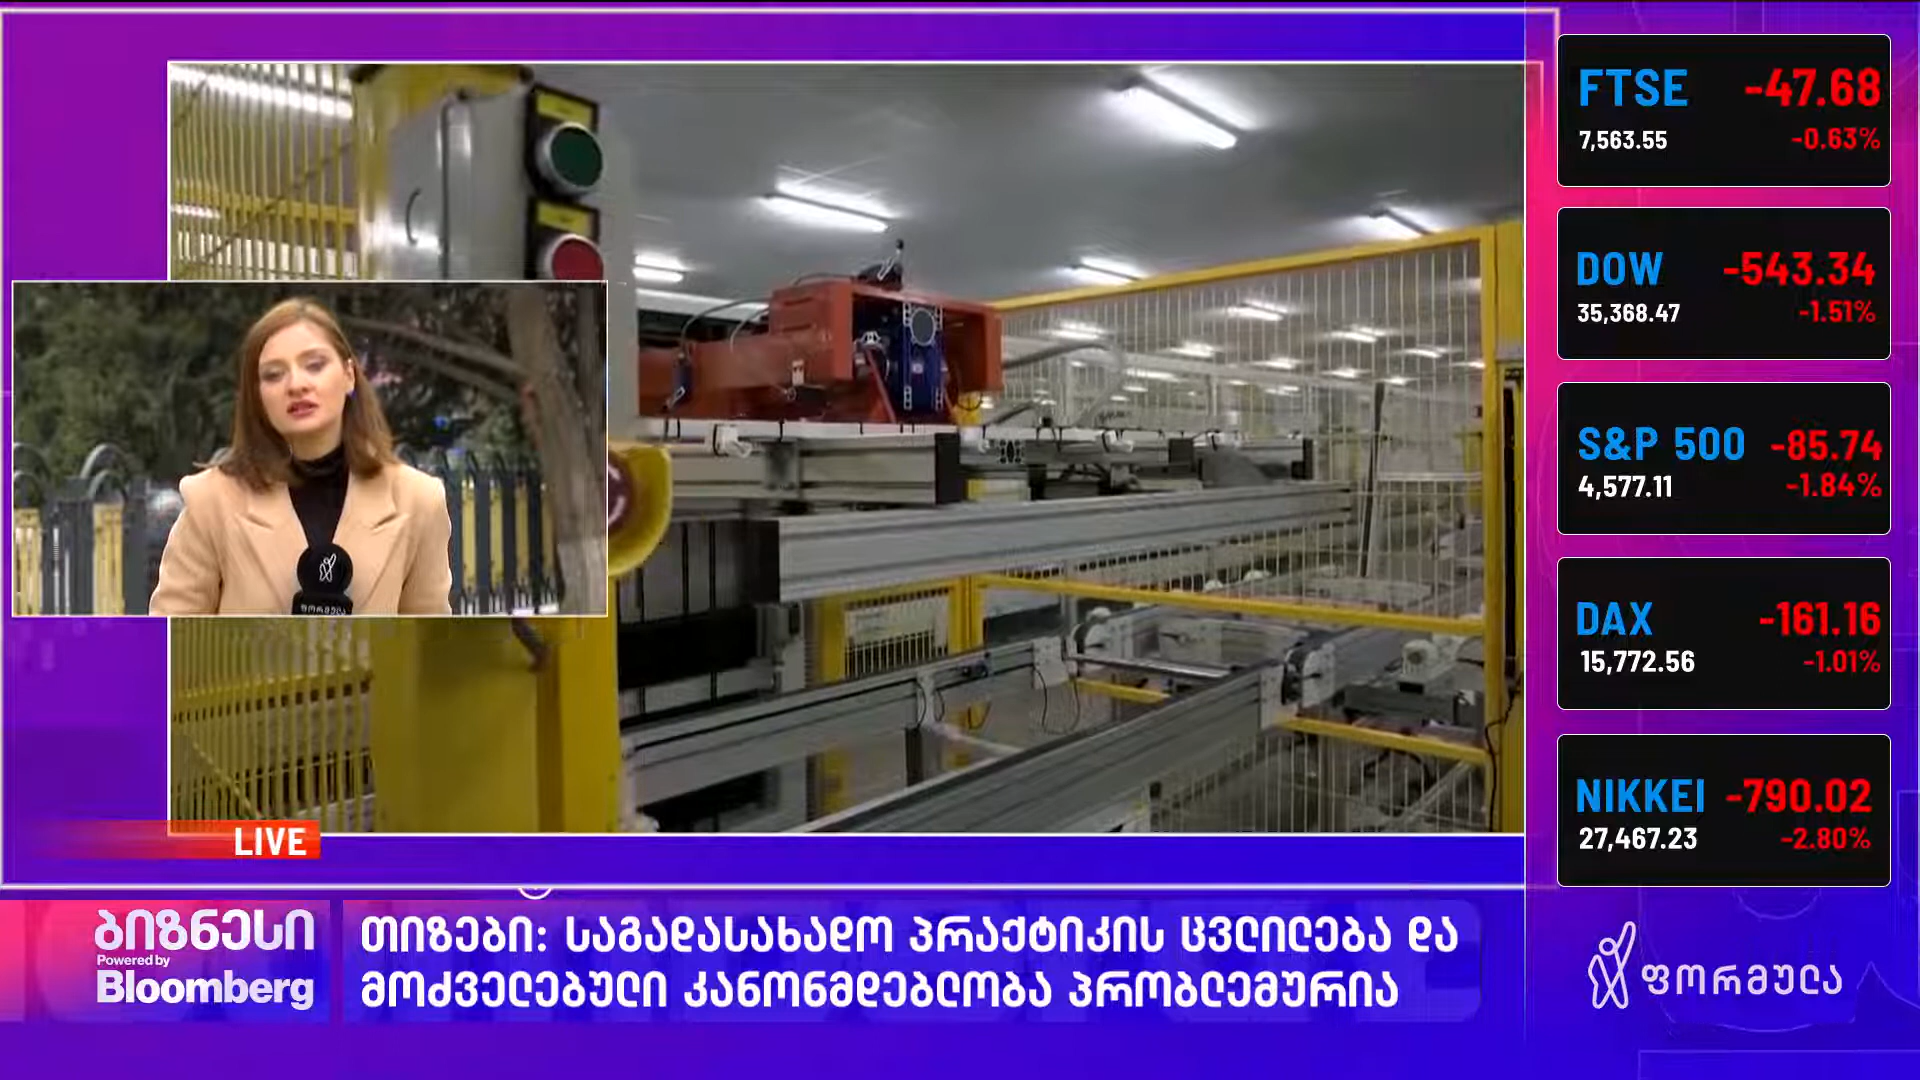 FTSE -47.68
7,563.55 -0.63%
DOW -543.34
35,368.47 -1.51%
S&P 500 -85.74
4,577.11 -1.84%
DAX -161.16
15,772.56 -1.01%
NIKKEI -790.02
27,467.23 -2.80%
ფორმულა
LIVE
ბიზნესი
Powered by
Bloomberg
თიზები: საგადასახადო პრაქტიკის ცვლილება და
მოძველებული კანონმდებლობა პრობლემურია
ფორმულა